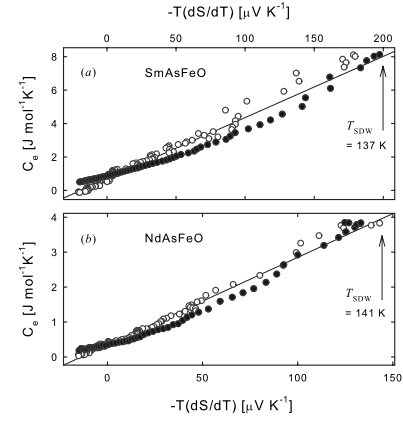 -T(dS/dT) [μV K⁻¹]
0 50 100 150 200
8
6
4
2
0
Cₑ [J mol⁻¹K⁻¹]
(a) SmAsFeO
T_SDW
= 137 K
4
3
2
1
0
Cₑ [J mol⁻¹K⁻¹]
(b) NdAsFeO
T_SDW
= 141 K
0 50 100 150
-T(dS/dT) [μV K⁻¹]